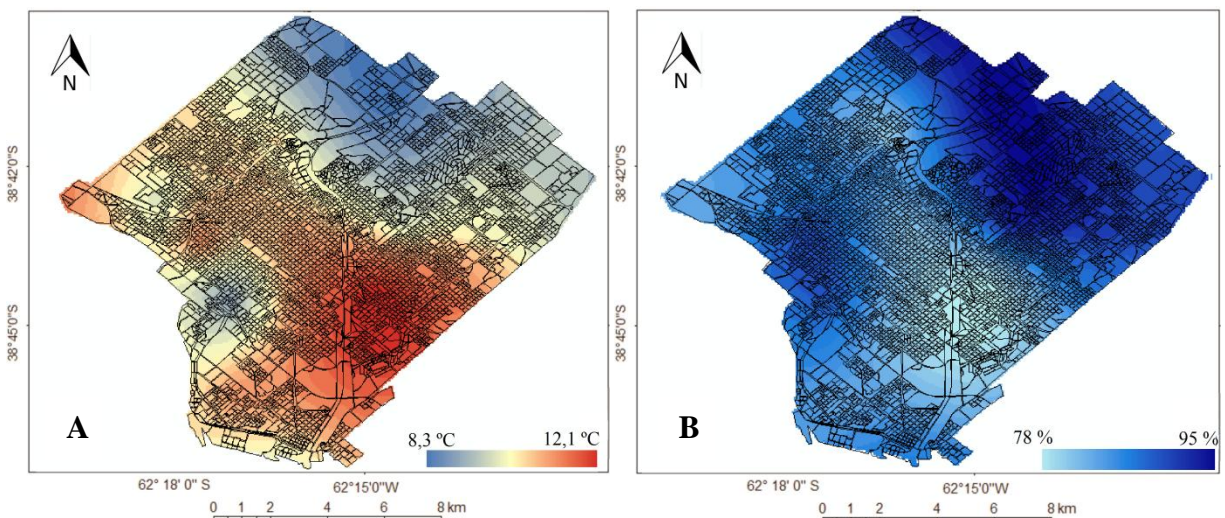 N
38°42'0"S
38°45'0"S
A
8,3 ºC 12,1 ºC
62° 18' 0" S 62°15'0"W
0 1 2 4 6 8 km
N
38°42'0"S
38°45'0"S
B
78 % 95 %
62° 18' 0" S 62°15'0"W
0 1 2 4 6 8 km